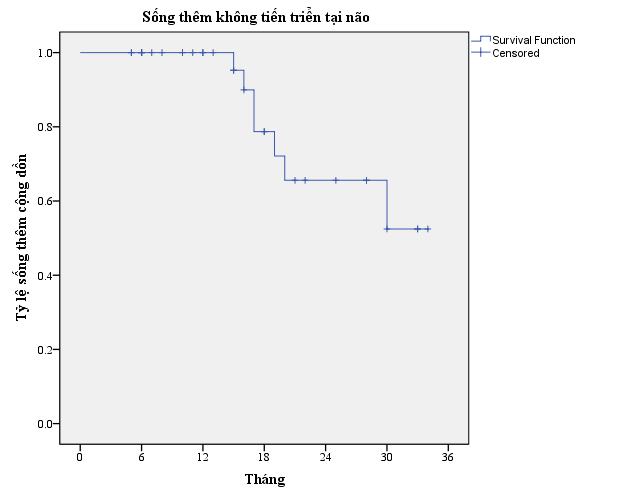 Sống thêm không tiến triển tại não
Survival Function
Censored
Tỷ lệ sống thêm cộng dồn
1.0
0.8
0.6
0.4
0.2
0.0
0 6 12 18 24 30 36
Tháng